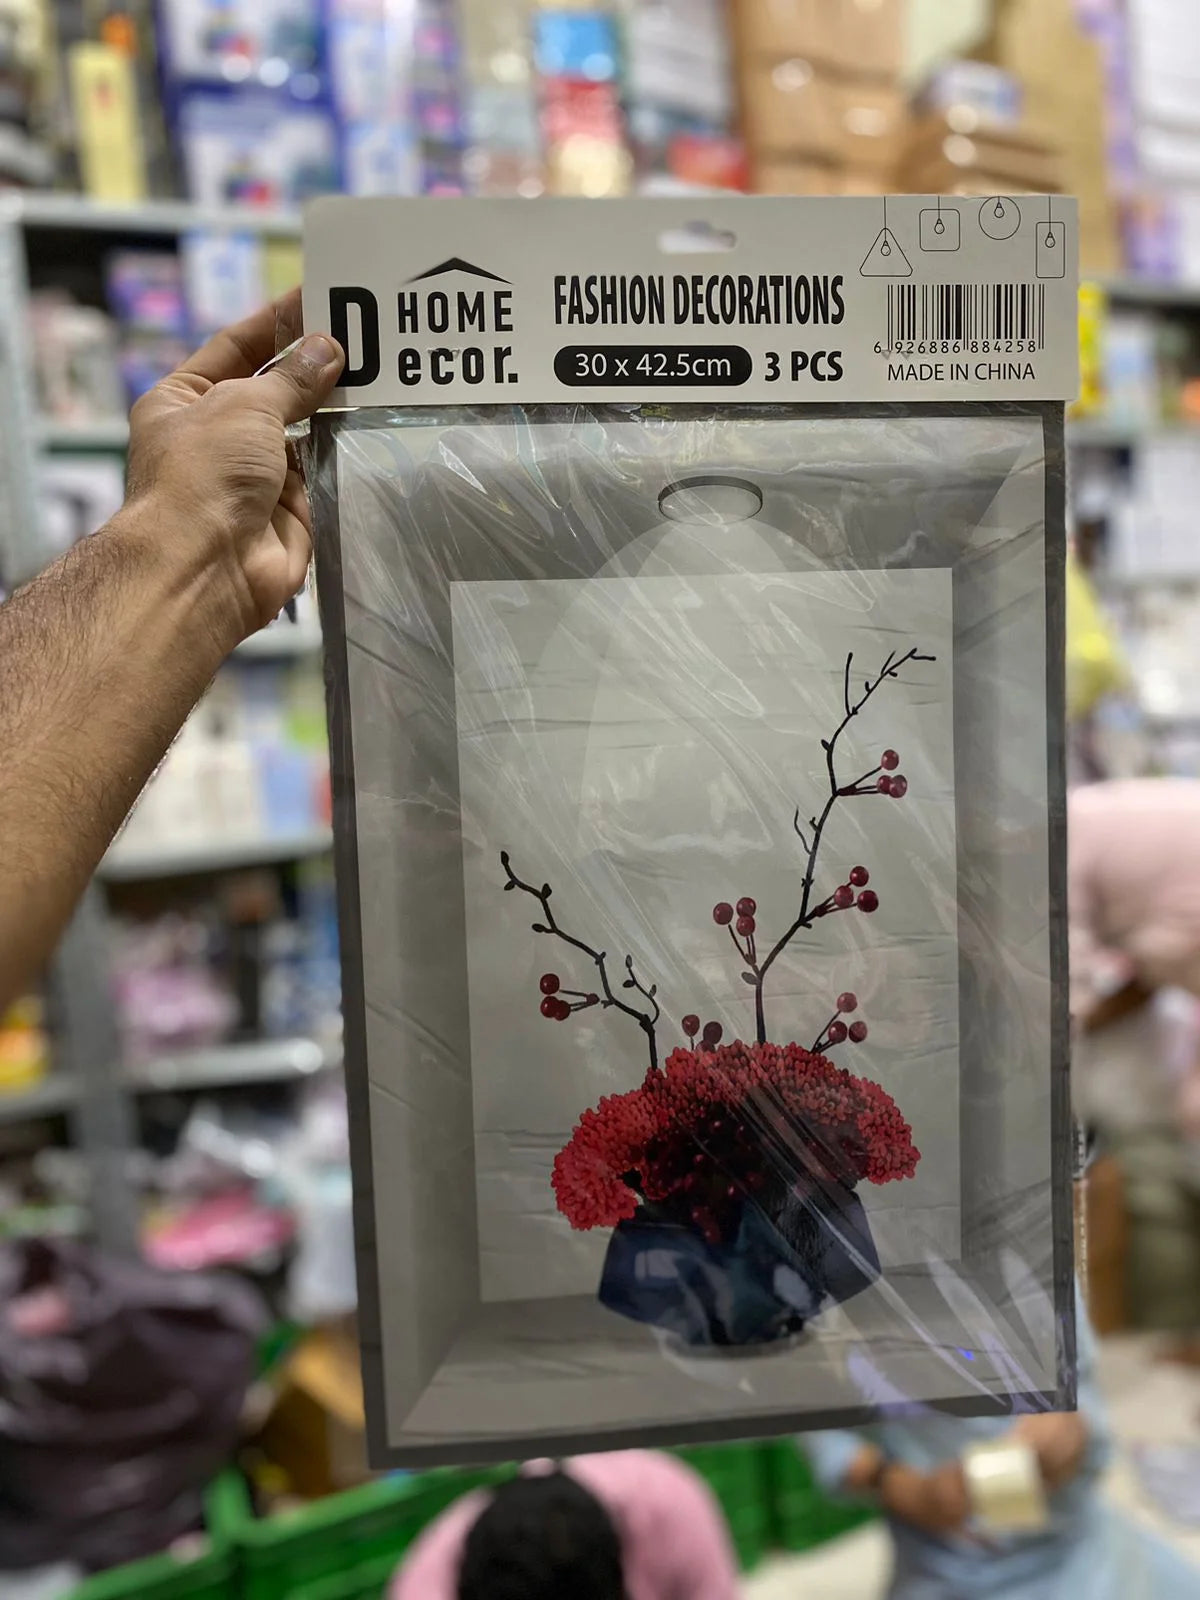 HOME
Decor.
FASHION DECORATIONS
30 x 42.5cm 3 PCS
6 926886 884258
MADE IN CHINA